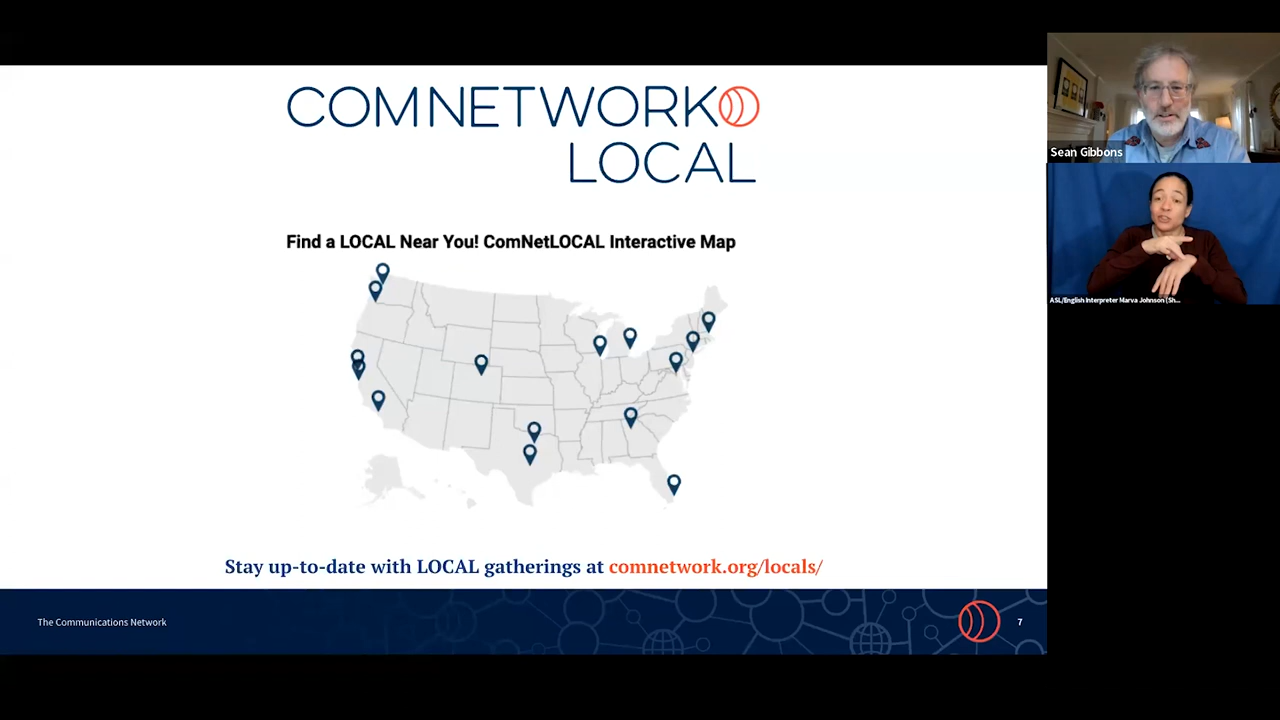 COMNETWORK
LOCAL
Find a LOCAL Near You! ComNetLOCAL Interactive Map
Stay up-to-date with LOCAL gatherings at comnetwork.org/locals/
The Communications Network
7
Sean Gibbons
ASL/English Interpreter Marva Johnson (Sh...